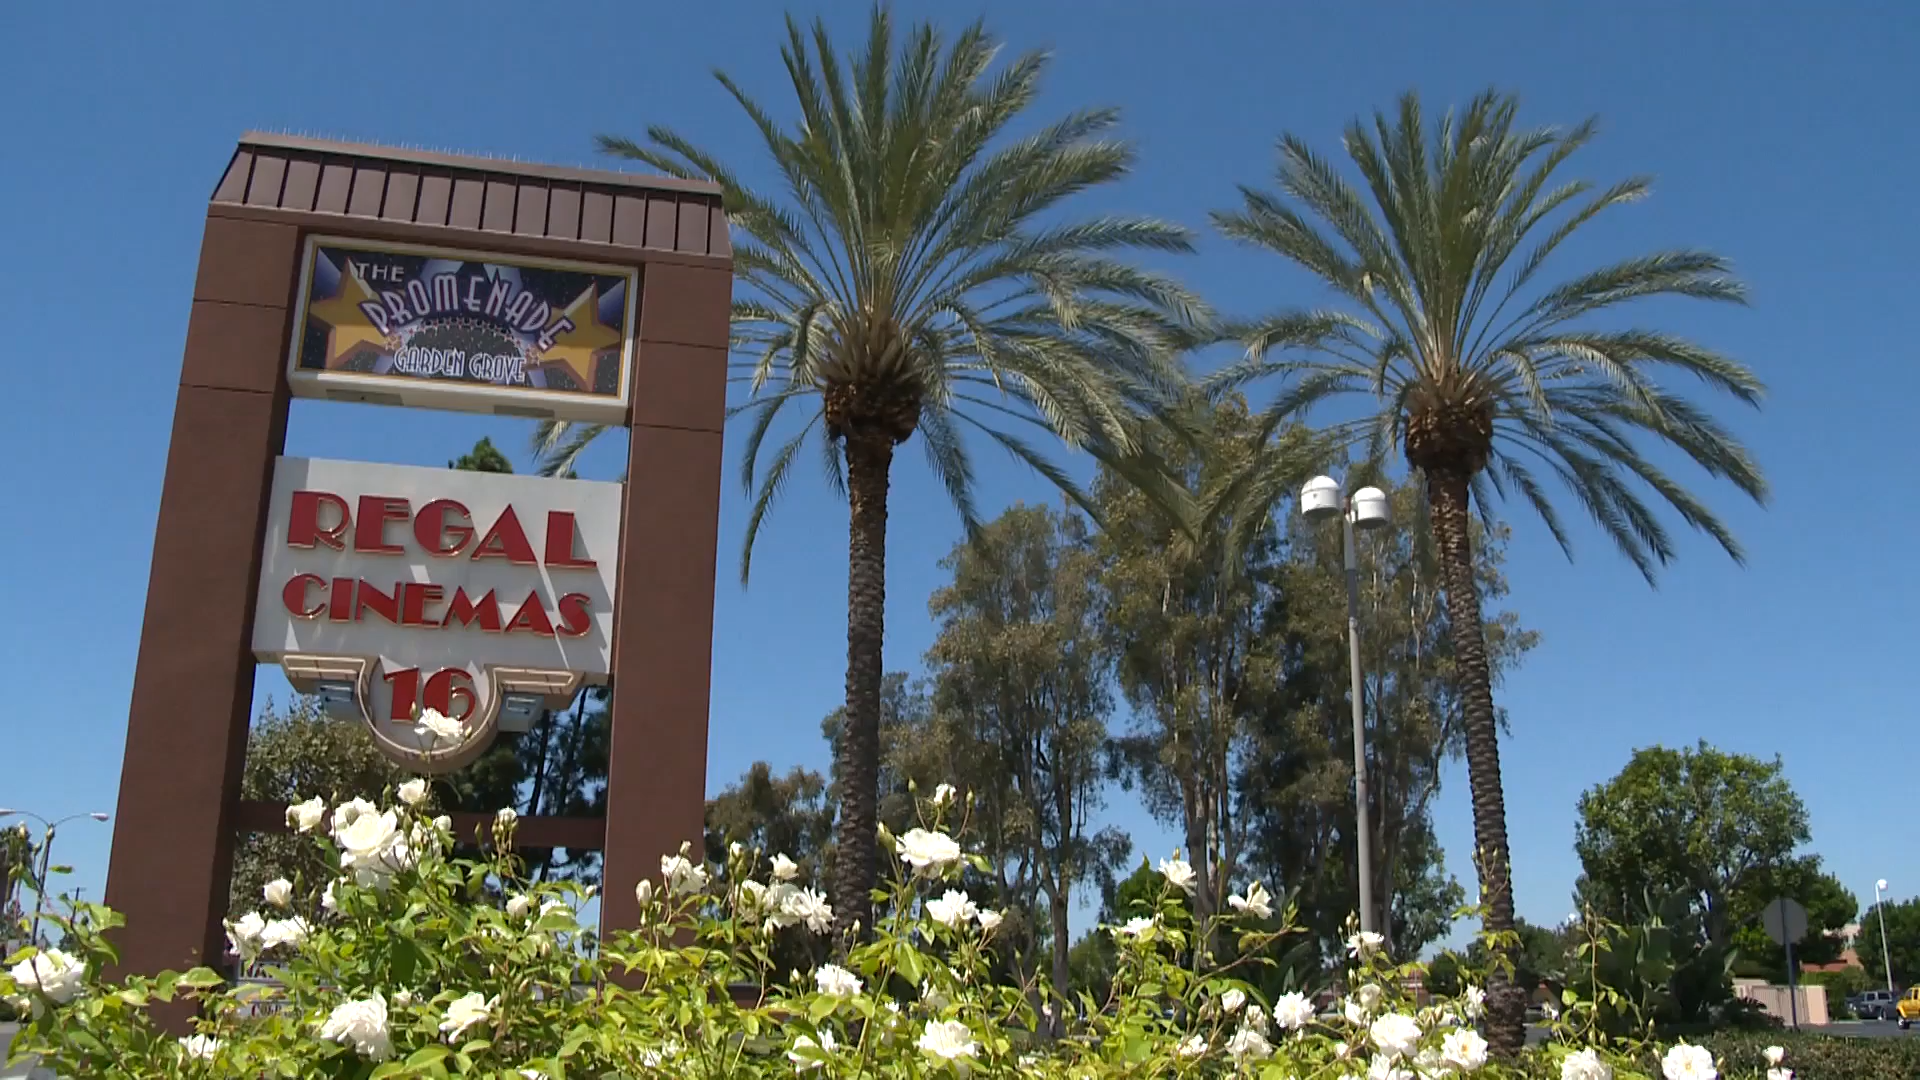 THE
PROMENADE
GARDEN GROVE
REGAL
CINEMAS
16